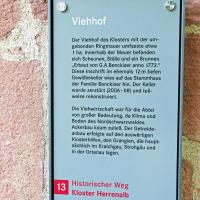 Viehhof
Der Viehhof des Klosters mit der um-
gebenden Ringmauer umfasste etwa
1 ha. Innerhalb der Mauer befanden
sich Scheunen, Ställe und ein Brunnen.
„Erbaut von G.A Benckiser anno 1772.“
Diese Inschrift im ehemals 12 m tiefen
Gewölbekeller wies auf das Stammhaus
der Familie Benckiser hin. Der Keller
wurde zerstört (2006–08) und teil-
weise rekonstruiert.
Die Viehwirtschaft war für die Abtei
von großer Bedeutung, da Klima und
Boden des Nordschwarzwaldes
Ackerbau kaum zuließ. Der Getreide-
anbau erfolgte auf den auswärtigen
Klosterhöfen, den Grangien, die haupt-
sächlich im Kraichgau, Strohgäu und
in der Ortenau lagen.
13 Historischer Weg
Kloster Herrenalb